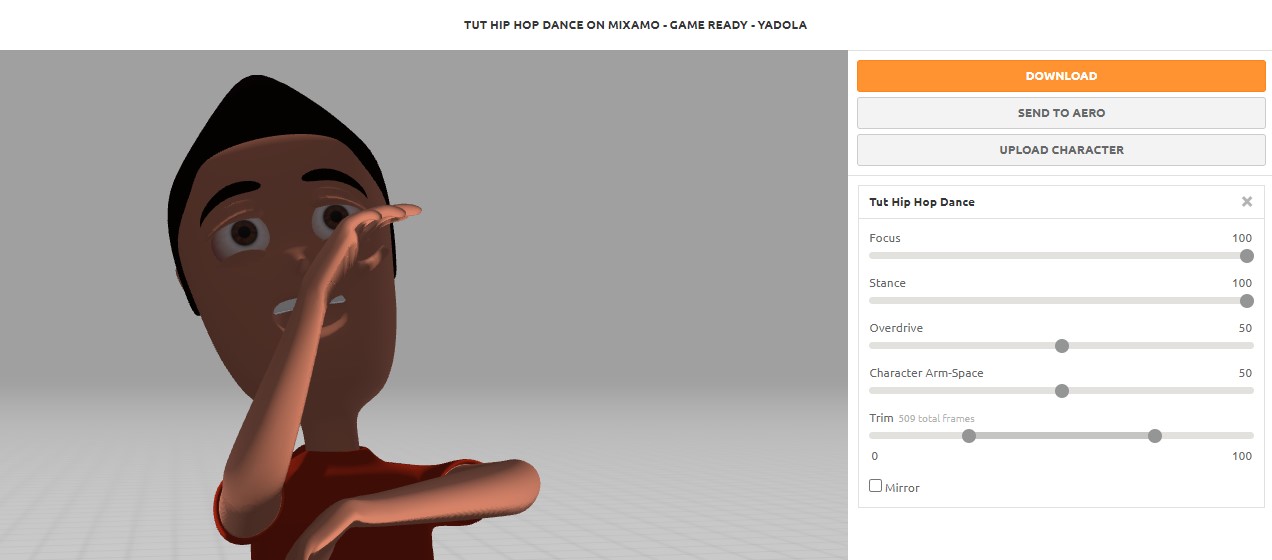 TUT HIP HOP DANCE ON MIXAMO - GAME READY - YADOLA
DOWNLOAD
SEND TO AERO
UPLOAD CHARACTER
Tut Hip Hop Dance
Focus 100
Stance 100
Overdrive 50
Character Arm-Space 50
Trim 509 total frames
0 100
Mirror